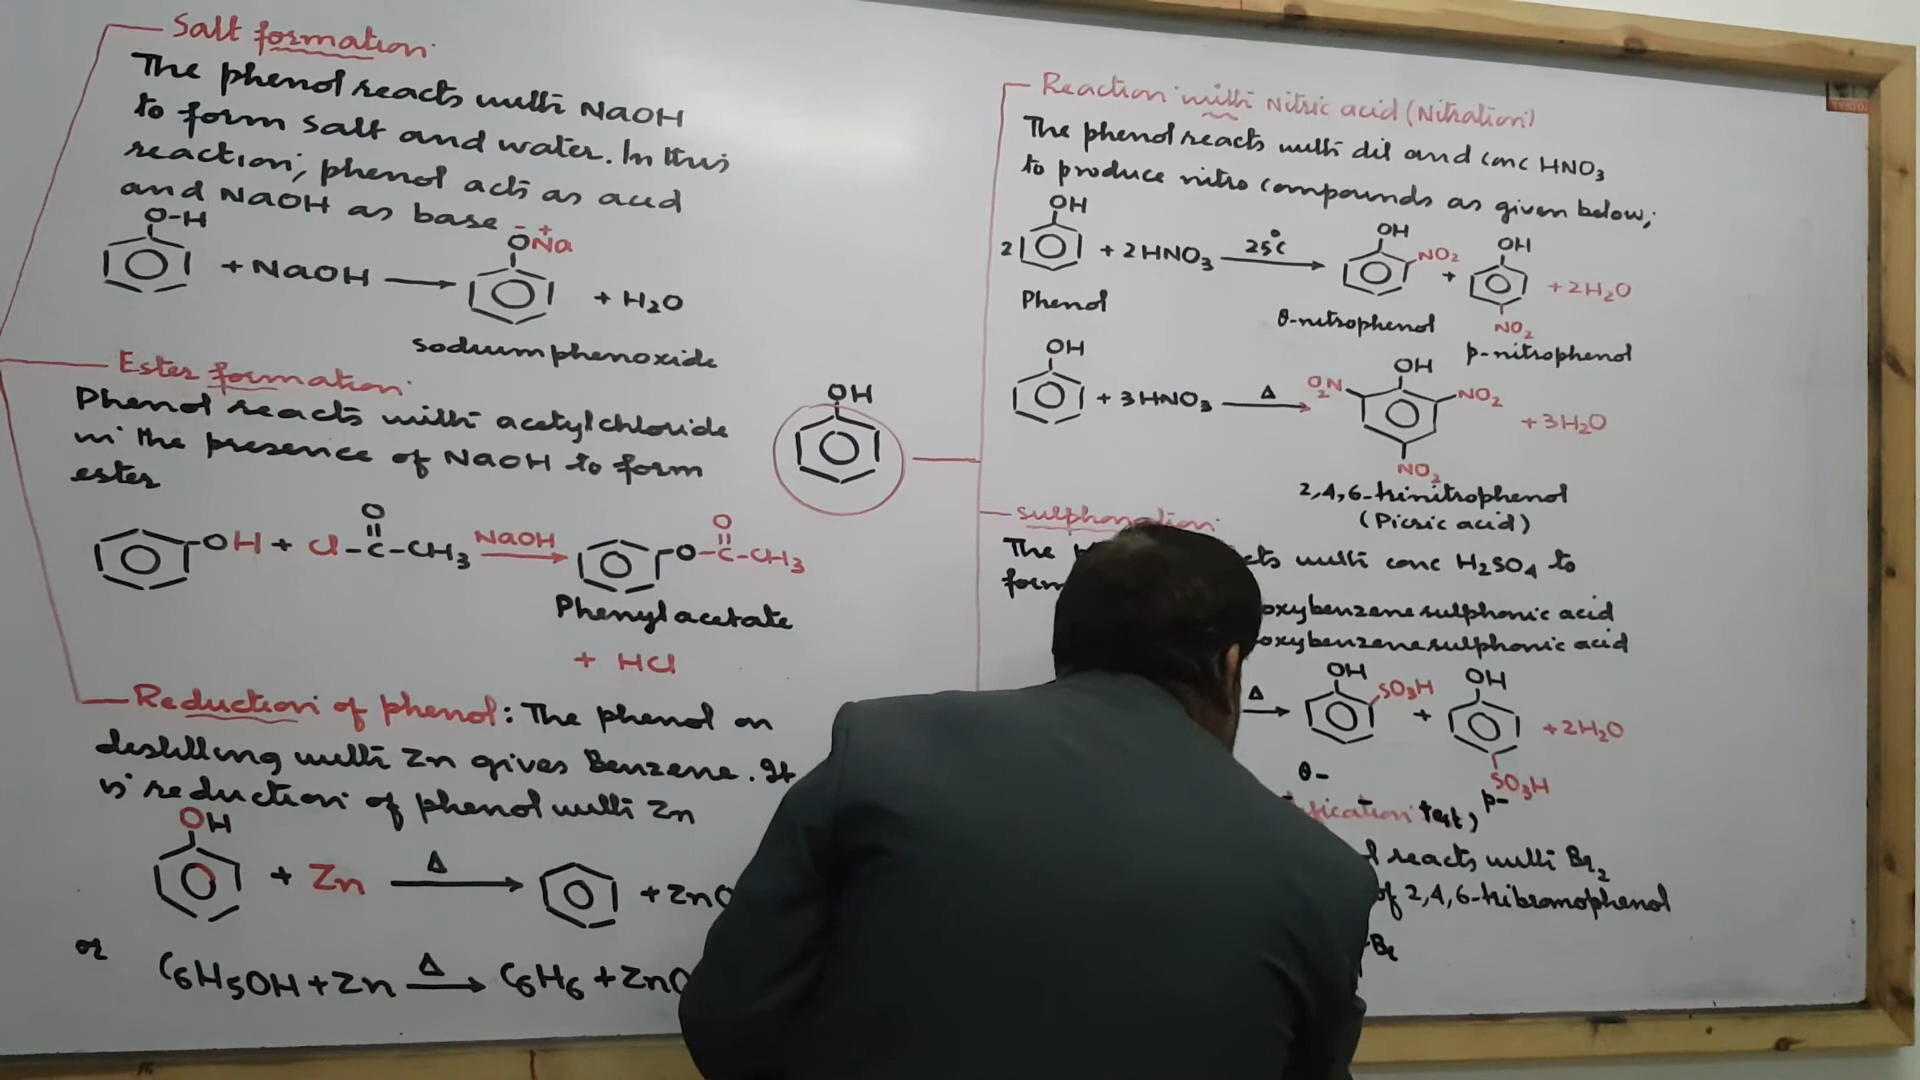 Salt formation
The phenol reacts with NaOH
to form salt and water. In this
reaction; phenol acts as acid
and NaOH as base
O-H
ONa
- +
+ NaOH
+ H2O
sodium phenoxide
Ester formation
Phenol reacts with acetyl chloride
in the presence of NaOH to form
ester
OH + Cl-C-CH3
O
NaOH
O-C-CH3
O
Phenyl acetate
+ HCl
Reduction of phenol: The phenol on
distilling with Zn gives Benzene. It
is reduction of phenol with Zn
OH
+ Zn
Δ
+ ZnO
or
C6H5OH + Zn Δ C6H6 + ZnO
OH
Reaction with Nitric acid (Nitration)
The phenol reacts with dil and conc HNO3
to produce nitro compounds as given below;
OH
2
+ 2HNO3
25°C
OH
NO2
+
OH
NO2
+ 2H2O
Phenol
o-nitrophenol
p-nitrophenol
OH
+ 3HNO3
Δ
OH
O2N
NO2
NO2
+ 3H2O
2,4,6-trinitrophenol
(Picric acid)
sulphonation
The
cts with conc H2SO4 to
form
oxybenzene sulphonic acid
oxybenzene sulphonic acid
Δ
OH
SO3H
+
OH
SO3H
+ 2H2O
o-
p-
fication test)
reacts with Br2
of 2,4,6-tribromophenol
Br